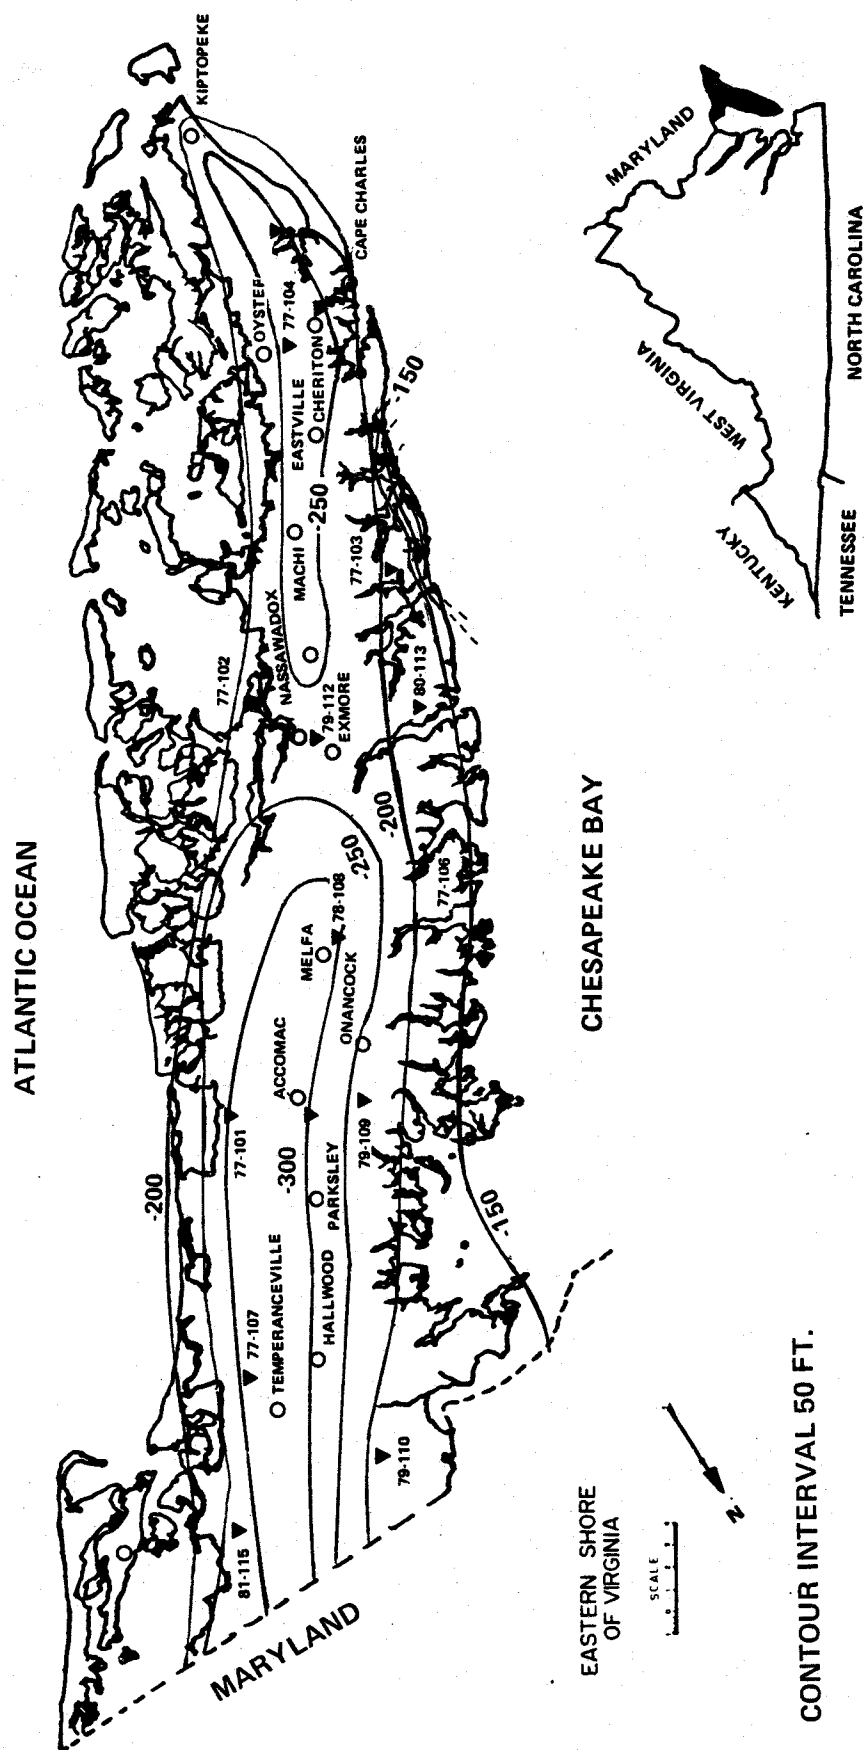 ATLANTIC OCEAN
KIPTOPEKE
CAPE CHARLES
OYSTER
77-104
CHERITON
EASTVILLE
-250
MACHI
77-103
-150
NASSAWADOX
77-102
79-112
EXMORE
80-113
-200
-250
77-106
78-108
MELFA
ONANCOCK
ACCOMAC
77-101
79-109
-300
PARKSLEY
-200
-150
HALLWOOD
TEMPERANCEVILLE
77-107
79-110
81-115
MARYLAND
CHESAPEAKE BAY
EASTERN SHORE
OF VIRGINIA
SCALE
N
CONTOUR INTERVAL 50 FT.
MARYLAND
WEST VIRGINIA
KENTUCKY
TENNESSEE
NORTH CAROLINA